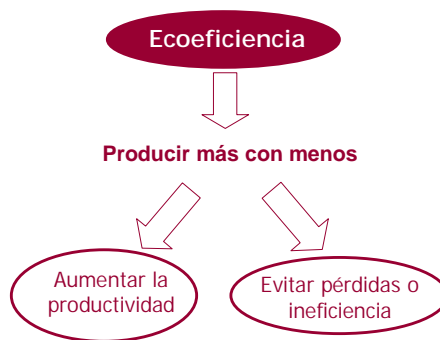 Ecoeficiencia
Producir más con menos
Aumentar la
productividad
Evitar pérdidas o
ineficiencia